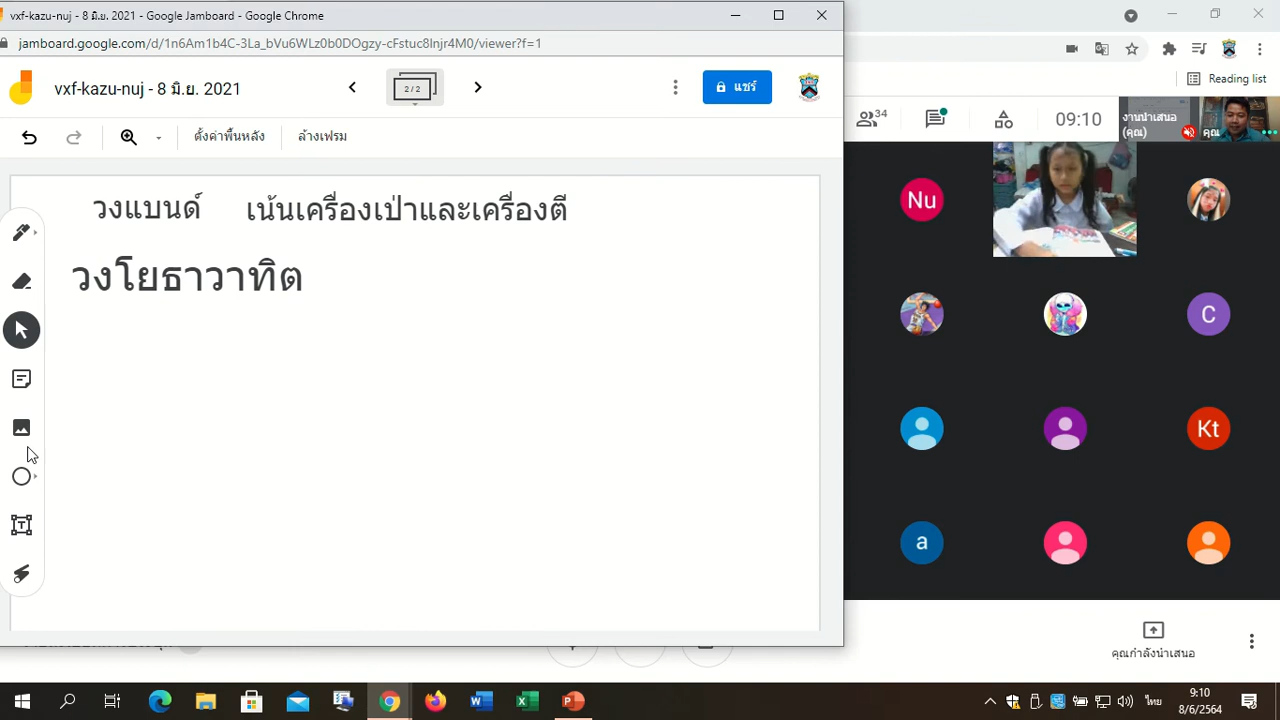 vxf-kazu-nuj - 8 มิ.ย. 2021 - Google Jamboard - Google Chrome
jamboard.google.com/d/1n6Am1b4C-3La_bVu6WLz0b0DOgzy-cFstuc8Injr4M0/viewer?f=1
Reading list
vxf-kazu-nuj - 8 มิ.ย. 2021
2 / 2
แชร์
34
09:10
งานนำเสนอ
(คุณ)
คุณ
ตั้งค่าพื้นหลัง
ล้างเฟรม
วงแบนด์
เน้นเครื่องเป่าและเครื่องตี
วงโยธาวาทิต
Nu
C
Kt
a
คุณกำลังนำเสนอ
ไทย
9:10
8/6/2564